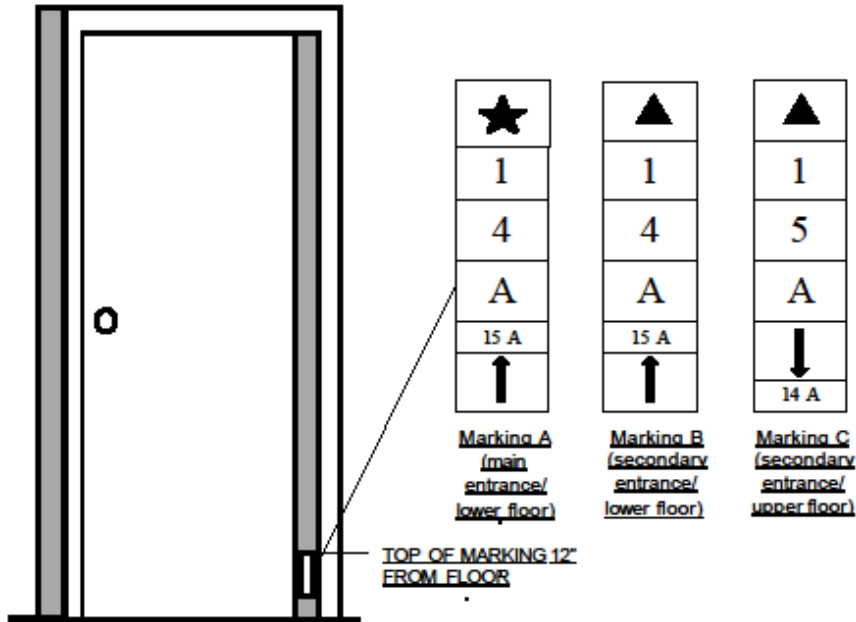 1
4
A
15 A
Marking A
(main
entrance/
lower floor)
1
4
A
15 A
Marking B
(secondary
entrance/
lower floor)
1
5
A
14 A
Marking C
(secondary
entrance/
upper floor)
TOP OF MARKING 12"
FROM FLOOR